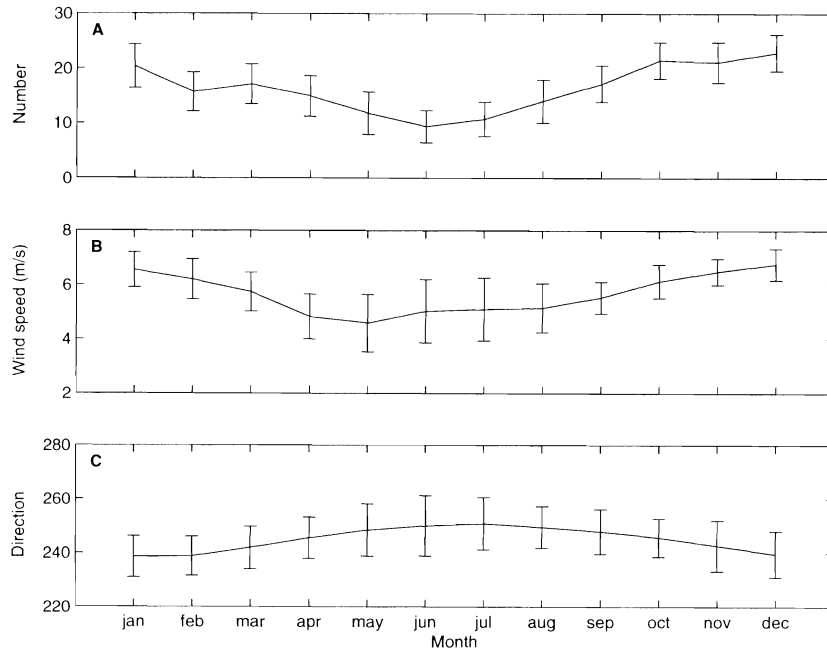 A
Number
30
20
10
0
B
Wind speed (m/s)
8
6
4
2
C
Direction
280
260
240
220
jan feb mar apr may jun jul aug sep oct nov dec
Month